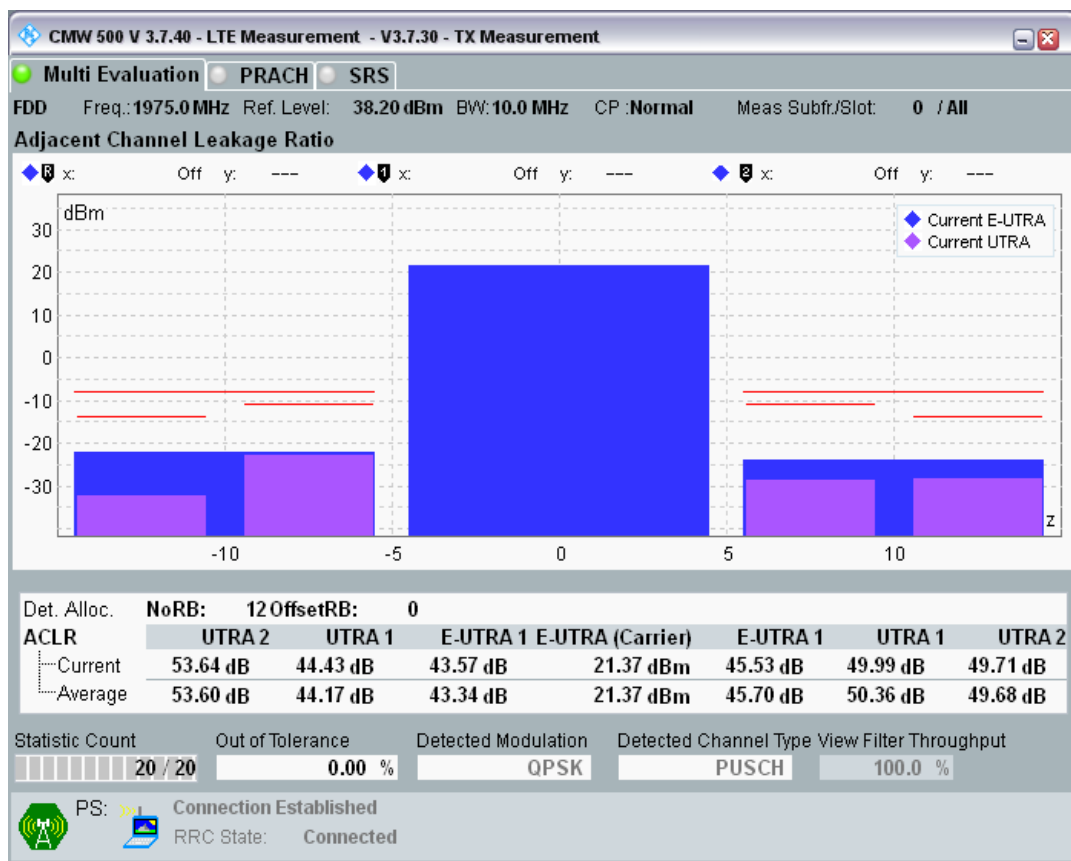 CMW 500 V 3.7.40 - LTE Measurement - V3.7.30 - TX Measurement
Multi Evaluation PRACH SRS
FDD Freq.:1975.0 MHz Ref. Level: 38.20 dBm BW:10.0 MHz CP :Normal Meas Subfr./Slot: 0 / All
Adjacent Channel Leakage Ratio
R x: Off y: --- 1 x: Off y: --- 2 x: Off y: ---
dBm
Current E-UTRA
Current UTRA
30
20
10
0
-10
-20
-30
z
-10 -5 0 5 10
Det. Alloc. NoRB: 12 OffsetRB: 0
ACLR UTRA 2 UTRA 1 E-UTRA 1 E-UTRA (Carrier) E-UTRA 1 UTRA 1 UTRA 2
Current 53.64 dB 44.43 dB 43.57 dB 21.37 dBm 45.53 dB 49.99 dB 49.71 dB
Average 53.60 dB 44.17 dB 43.34 dB 21.37 dBm 45.70 dB 50.36 dB 49.68 dB
Statistic Count Out of Tolerance Detected Modulation Detected Channel Type View Filter Throughput
20 / 20 0.00 % QPSK PUSCH 100.0 %
PS: Connection Established
RRC State: Connected